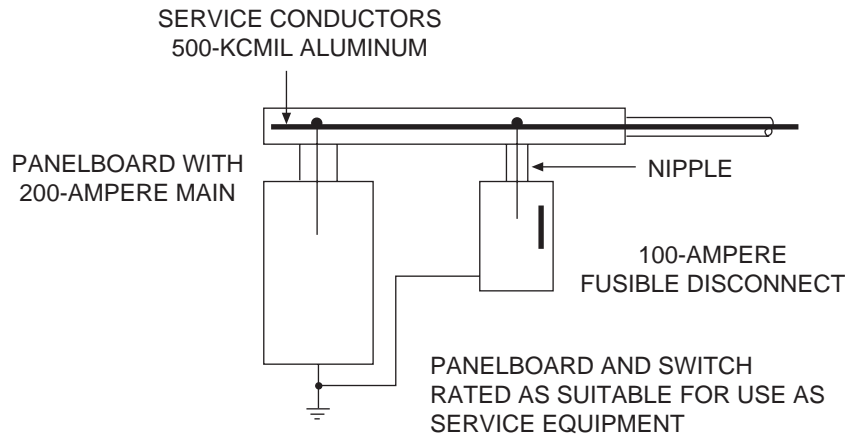 SERVICE CONDUCTORS
500-KCMIL ALUMINUM
PANELBOARD WITH
200-AMPERE MAIN
NIPPLE
100-AMPERE
FUSIBLE DISCONNECT
PANELBOARD AND SWITCH
RATED AS SUITABLE FOR USE AS
SERVICE EQUIPMENT